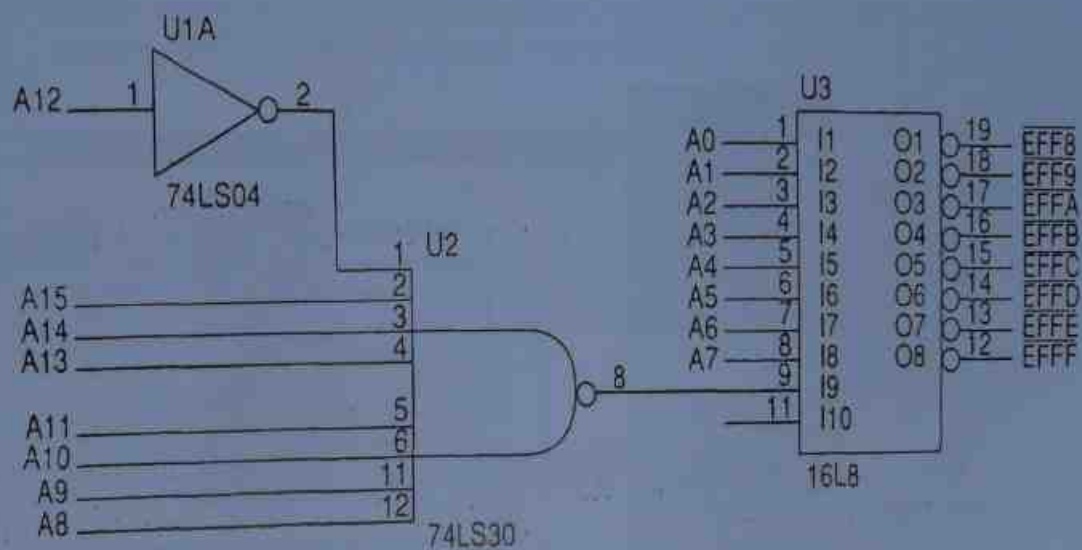 U1A
A12
1
2
74LS04
U2
1
A15
2
A14
3
A13
4
A11
5
A10
6
A9
11
A8
12
8
74LS30
U3
A0 1 I1 O1 19 EFF8
A1 2 I2 O2 18 EFF9
A2 3 I3 O3 17 EFFA
A3 4 I4 O4 16 EFFB
A4 5 I5 O5 15 EFFC
A5 6 I6 O6 14 EFFD
A6 7 I7 O7 13 EFFE
A7 8 I8 O8 12 EFFF
9 I9
11 I10
16L8